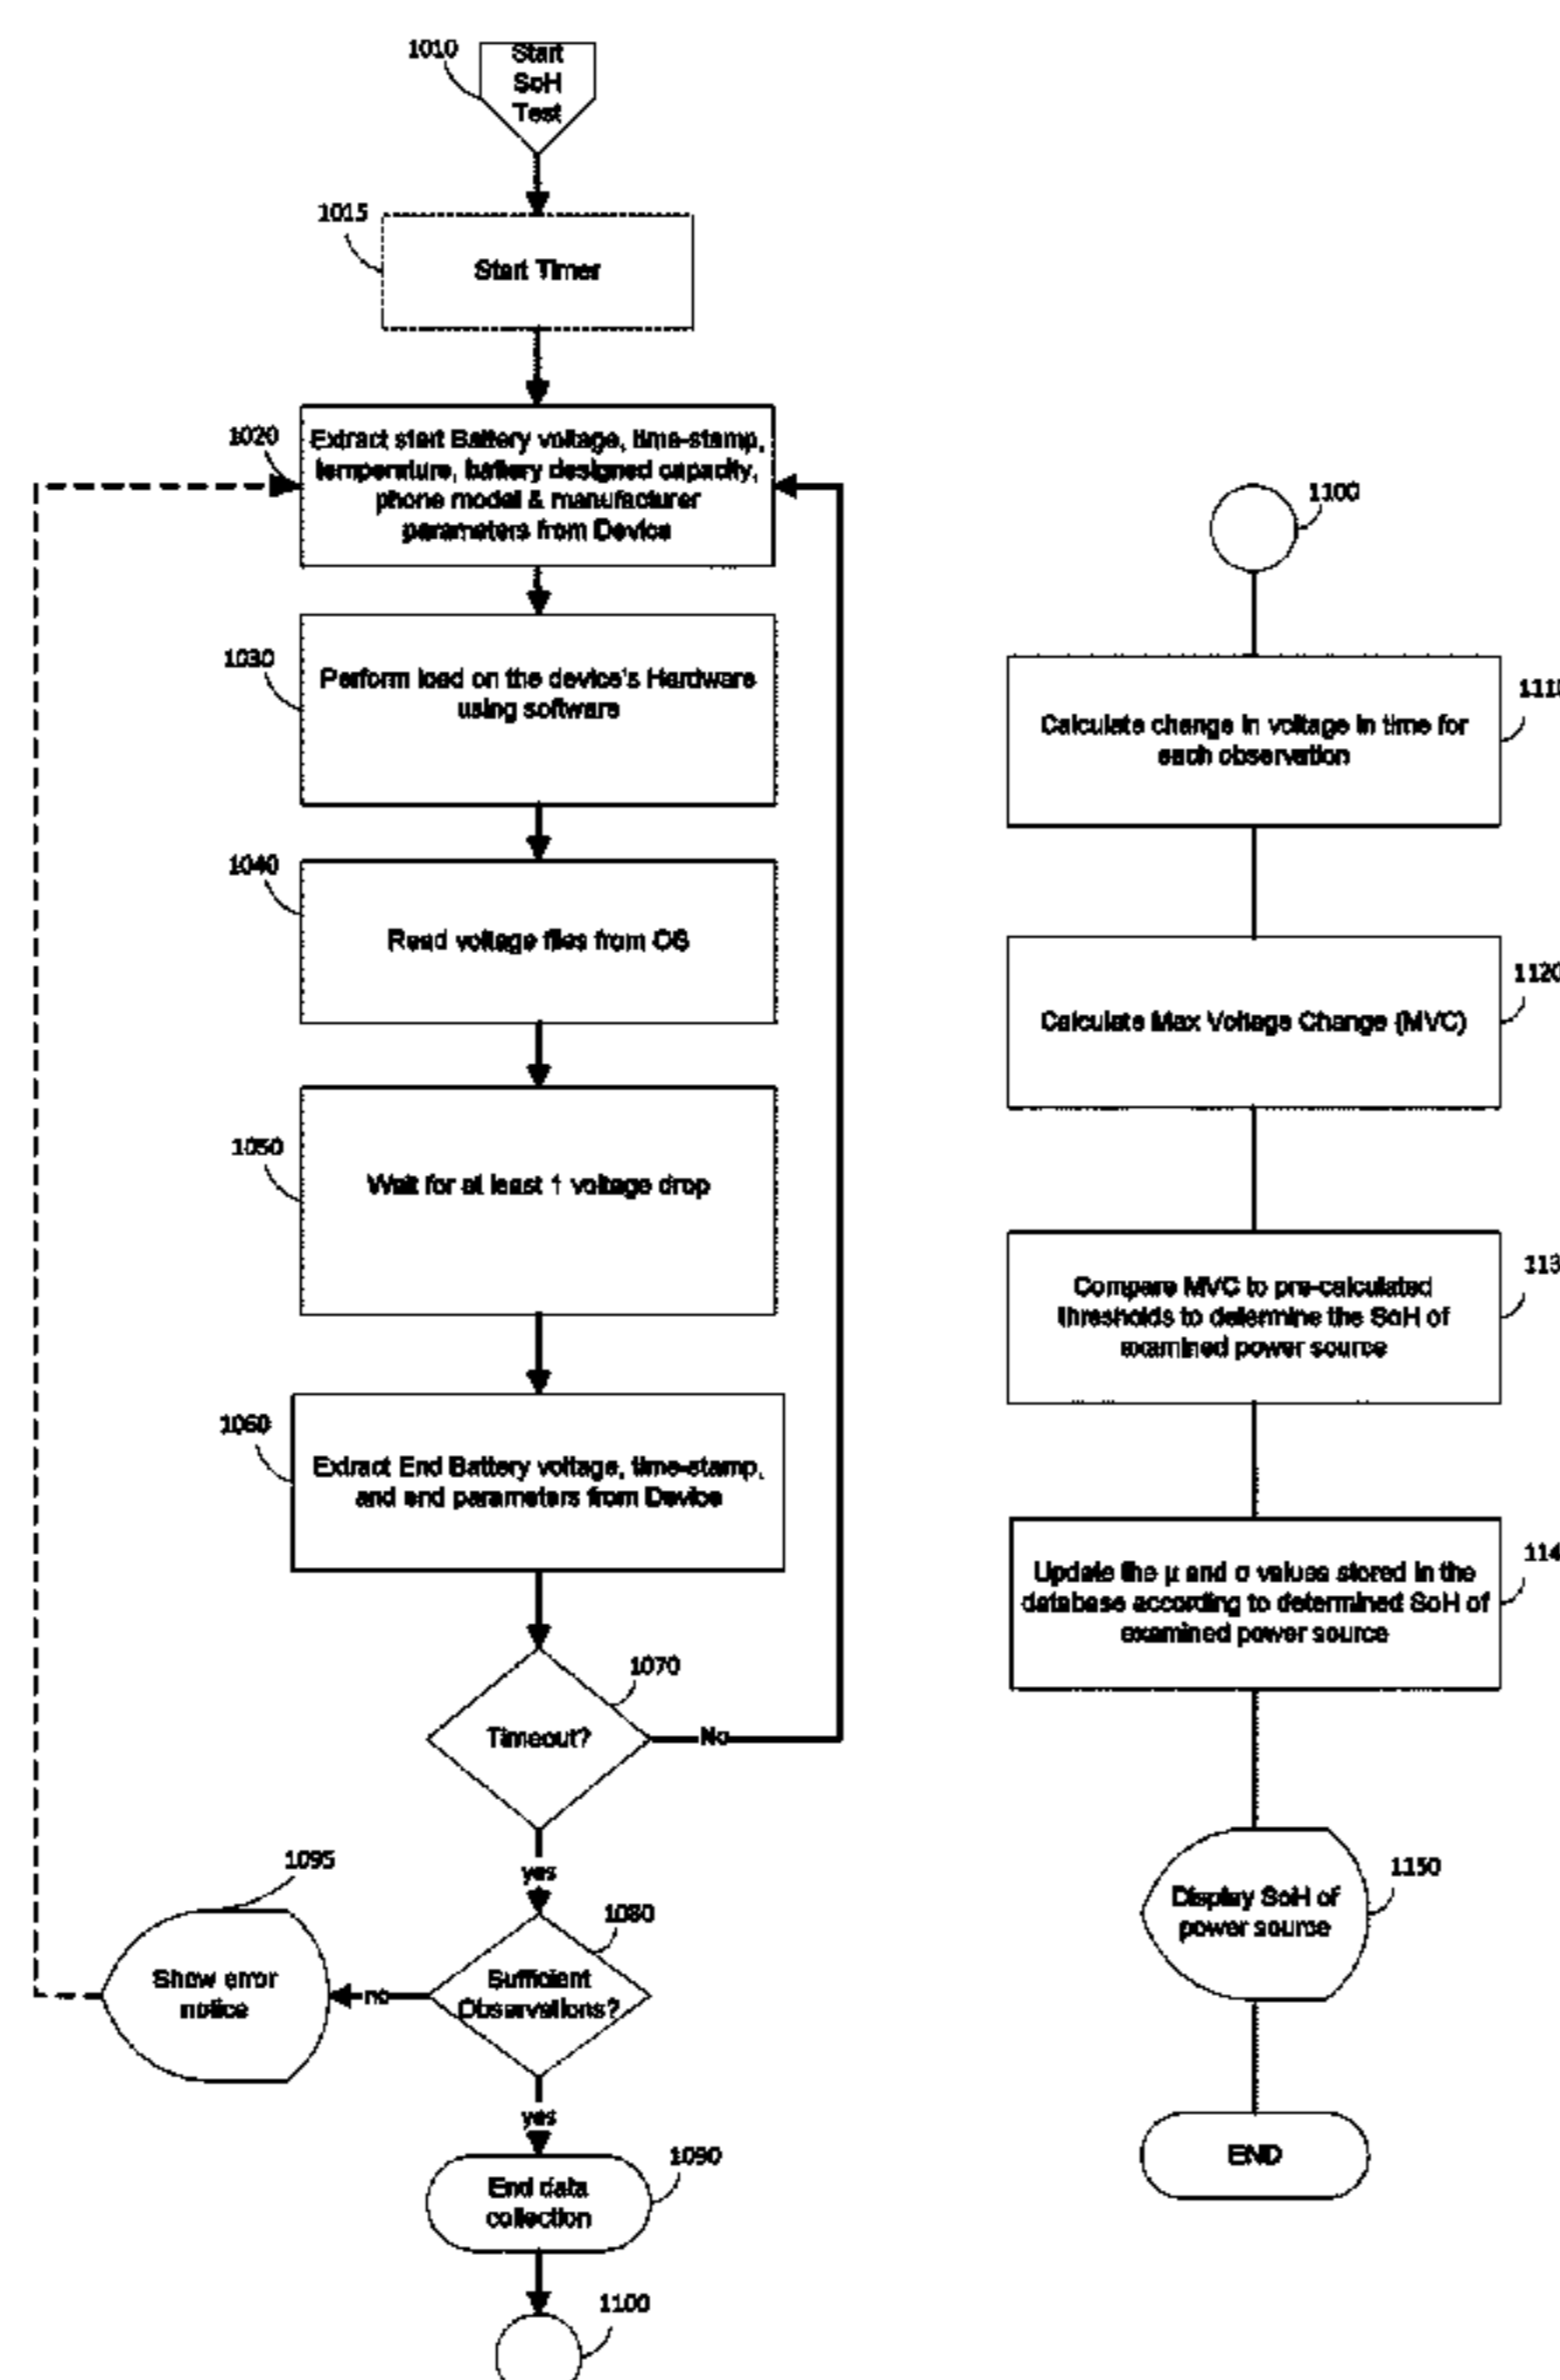 1010
Start
SoH
Test
1015
Start Timer
1020
Extract start Battery voltage, time-stamp,
temperature, battery designed capacity,
phone model & manufacturer
parameters from Device
1030
Perform load on the device's Hardware
using software
1040
Read voltage files from OS
1050
Wait for at least 1 voltage drop
1060
Extract End Battery voltage, time-stamp,
and end parameters from Device
1070
Timeout?
No
yes
1080
Sufficient
Observations?
no
1095
Show error
notice
yes
1090
End data
collection
1100
1100
1110
Calculate change in voltage in time for
each observation
1120
Calculate Max Voltage Change (MVC)
113
Compare MVC to pre-calculated
thresholds to determine the SoH of
examined power source
114
Update the μ and σ values stored in the
database according to determined SoH of
examined power source
1150
Display SoH of
power source
END